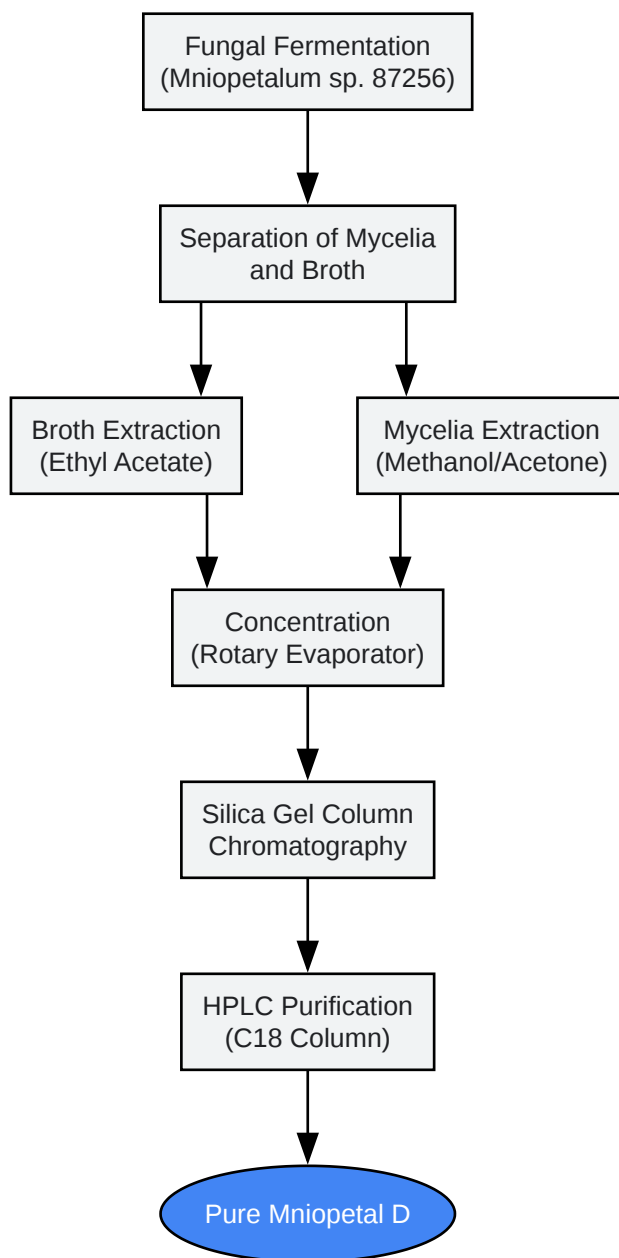 Fungal Fermentation
(Mniopetalum sp. 87256)
Separation of Mycelia
and Broth
Broth Extraction
(Ethyl Acetate)
Mycelia Extraction
(Methanol/Acetone)
Concentration
(Rotary Evaporator)
Silica Gel Column
Chromatography
HPLC Purification
(C18 Column)
Pure Mniopetal D